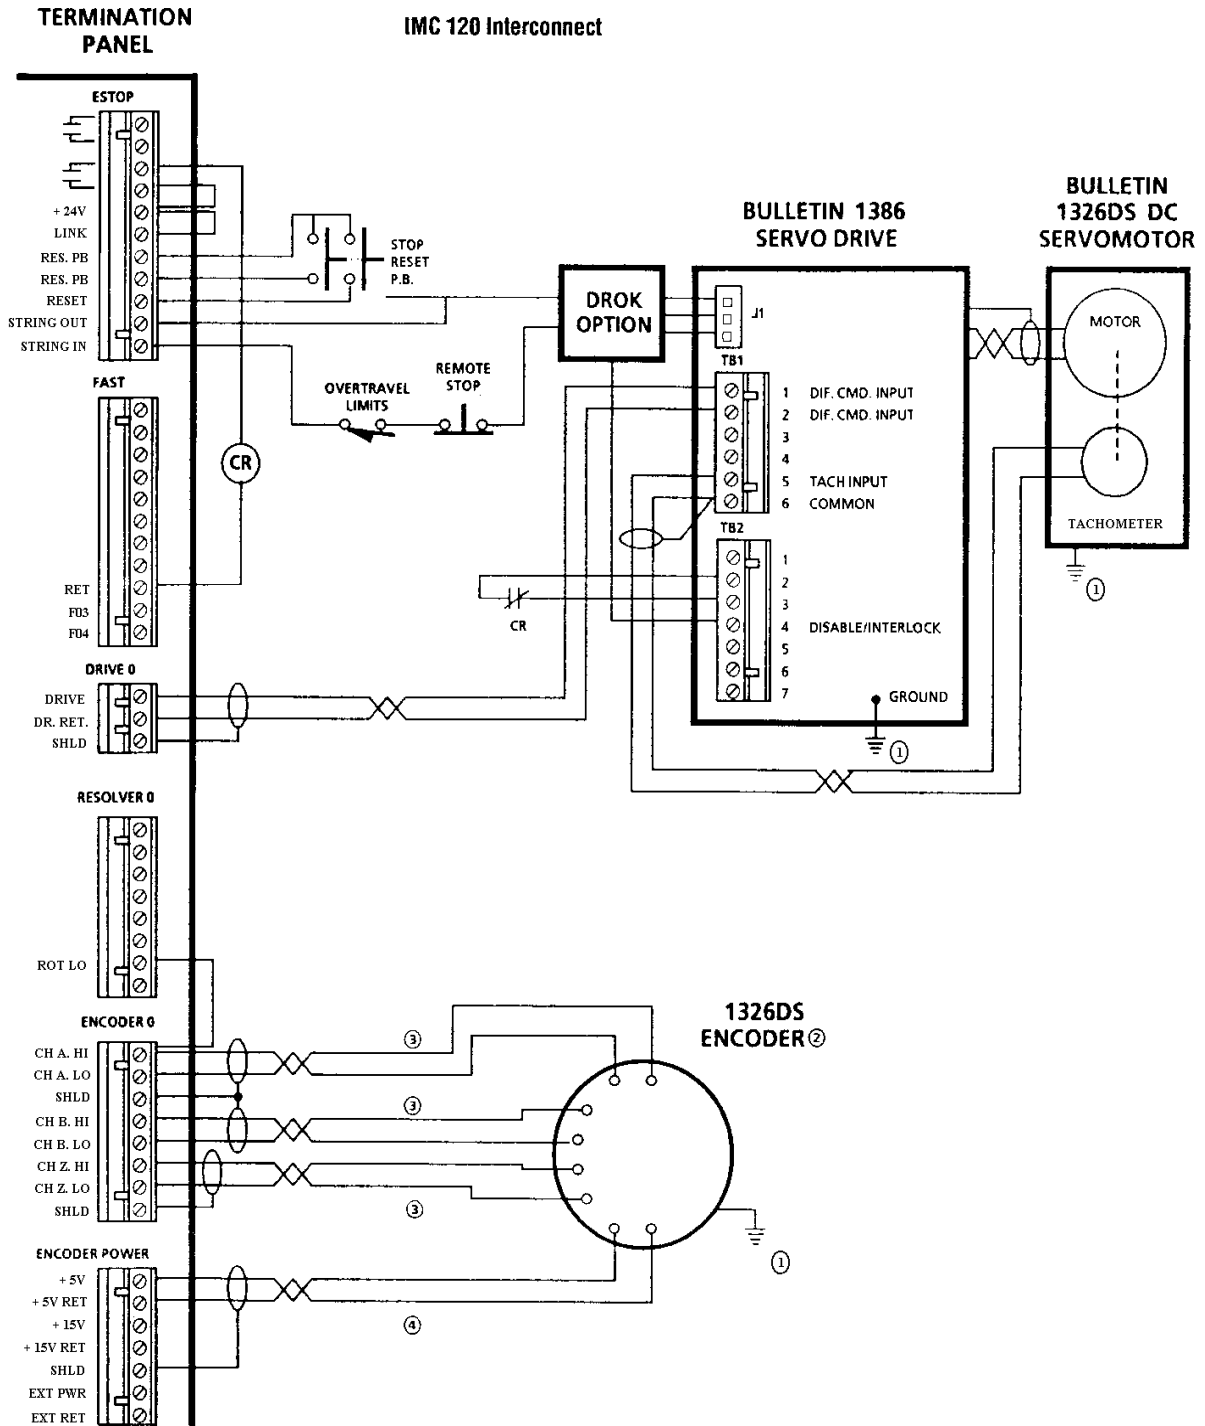 TERMINATION
PANEL
IMC 120 Interconnect
ESTOP
+ 24V
LINK
RES. PB
RES. PB
RESET
STRING OUT
STRING IN
STOP
RESET
P.B.
OVERTRAVEL
LIMITS
REMOTE
STOP
DROK
OPTION
BULLETIN 1386
SERVO DRIVE
J1
TB1
1 DIF. CMD. INPUT
2 DIF. CMD. INPUT
3
4
5 TACH INPUT
6 COMMON
TB2
1
2
3
4 DISABLE/INTERLOCK
5
6
7
GROUND
1
BULLETIN
1326DS DC
SERVOMOTOR
MOTOR
TACHOMETER
1
FAST
CR
RET
F03
F04
CR
DRIVE 0
DRIVE
DR. RET.
SHLD
RESOLVER 0
ROT LO
ENCODER 0
CH A. HI
CH A. LO
SHLD
CH B. HI
CH B. LO
CH Z. HI
CH Z. LO
SHLD
3
3
3
1326DS
ENCODER 2
1
ENCODER POWER
+ 5V
+ 5V RET
+ 15V
+ 15V RET
SHLD
EXT PWR
EXT RET
4